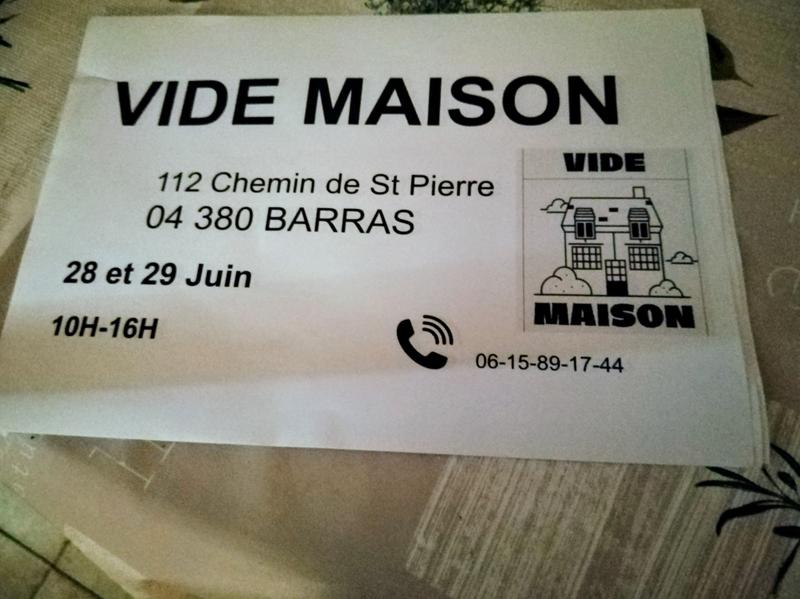 VIDE MAISON
112 Chemin de St Pierre
04 380 BARRAS
28 et 29 Juin
10H-16H
06-15-89-17-44
VIDE
MAISON